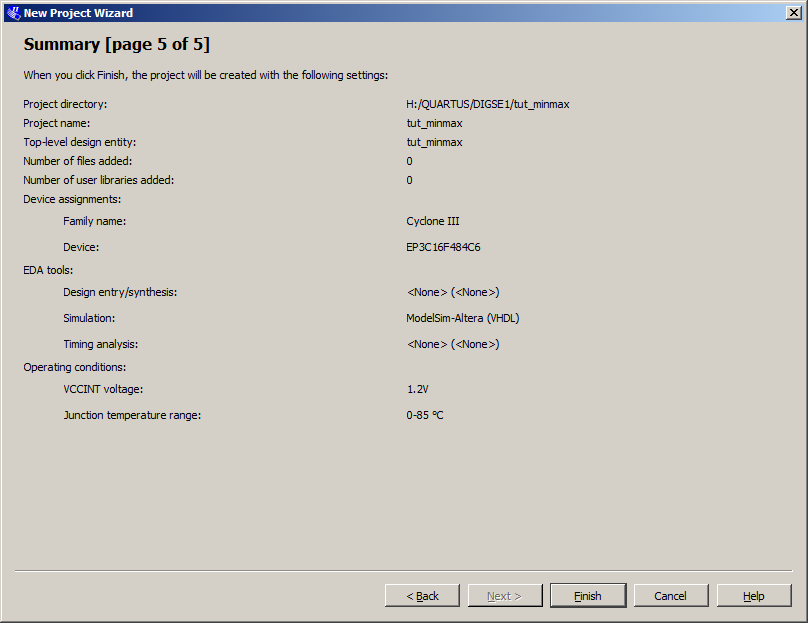 New Project Wizard
Summary [page 5 of 5]
When you click Finish, the project will be created with the following settings:
Project directory: H:/QUARTUS/DIGSE1/tut_minmax
Project name: tut_minmax
Top-level design entity: tut_minmax
Number of files added: 0
Number of user libraries added: 0
Device assignments:
Family name: Cyclone III
Device: EP3C16F484C6
EDA tools:
Design entry/synthesis: <None> (<None>)
Simulation: ModelSim-Altera (VHDL)
Timing analysis: <None> (<None>)
Operating conditions:
VCCINT voltage: 1.2V
Junction temperature range: 0-85 ºC
< Back Next > Finish Cancel Help